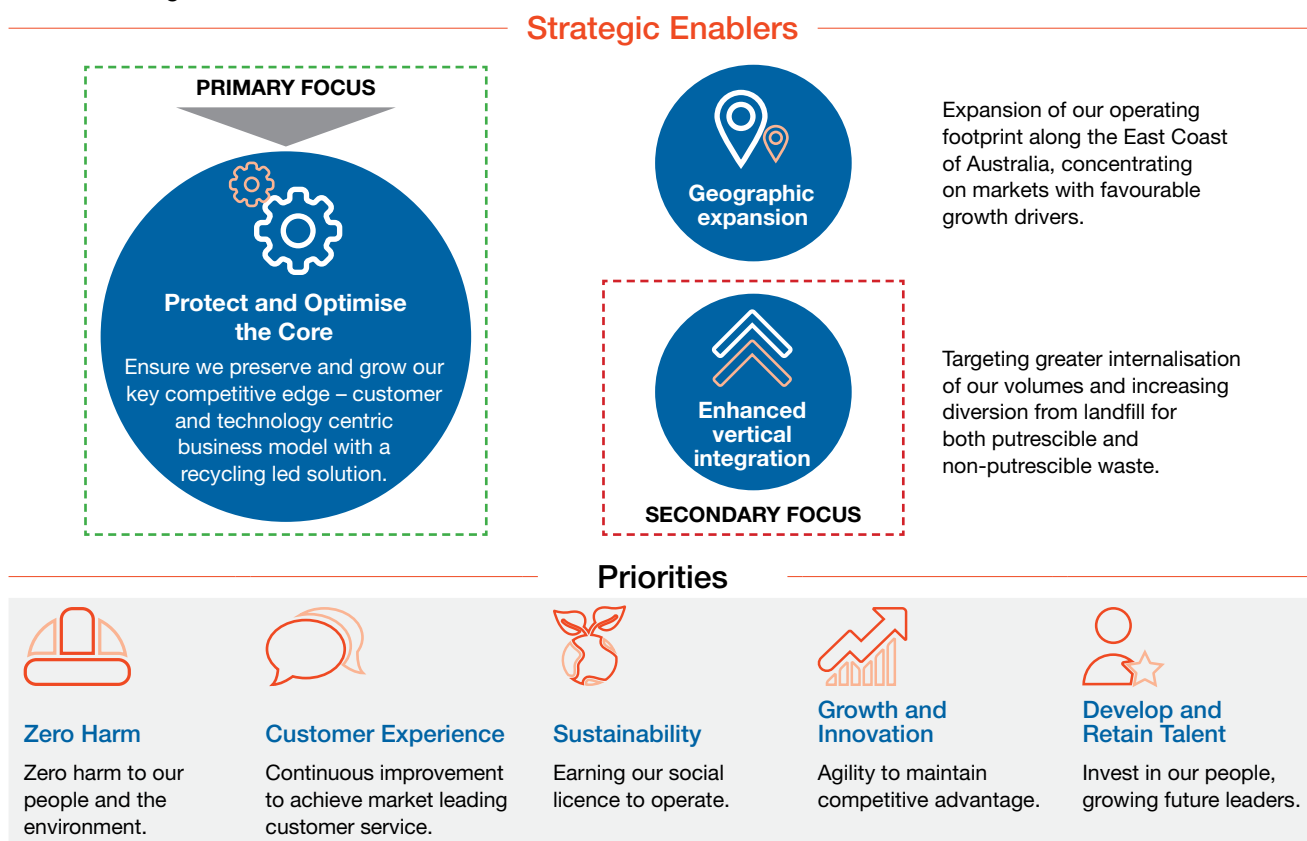 Strategic Enablers
PRIMARY FOCUS
Protect and Optimise
the Core
Ensure we preserve and grow our
key competitive edge – customer
and technology centric
business model with a
recycling led solution.
Geographic
expansion
Expansion of our operating
footprint along the East Coast
of Australia, concentrating
on markets with favourable
growth drivers.
Enhanced
vertical
integration
SECONDARY FOCUS
Targeting greater internalisation
of our volumes and increasing
diversion from landfill for
both putrescible and
non-putrescible waste.
Priorities
Zero Harm
Zero harm to our
people and the
environment.
Customer Experience
Continuous improvement
to achieve market leading
customer service.
Sustainability
Earning our social
licence to operate.
Growth and
Innovation
Agility to maintain
competitive advantage.
Develop and
Retain Talent
Invest in our people,
growing future leaders.